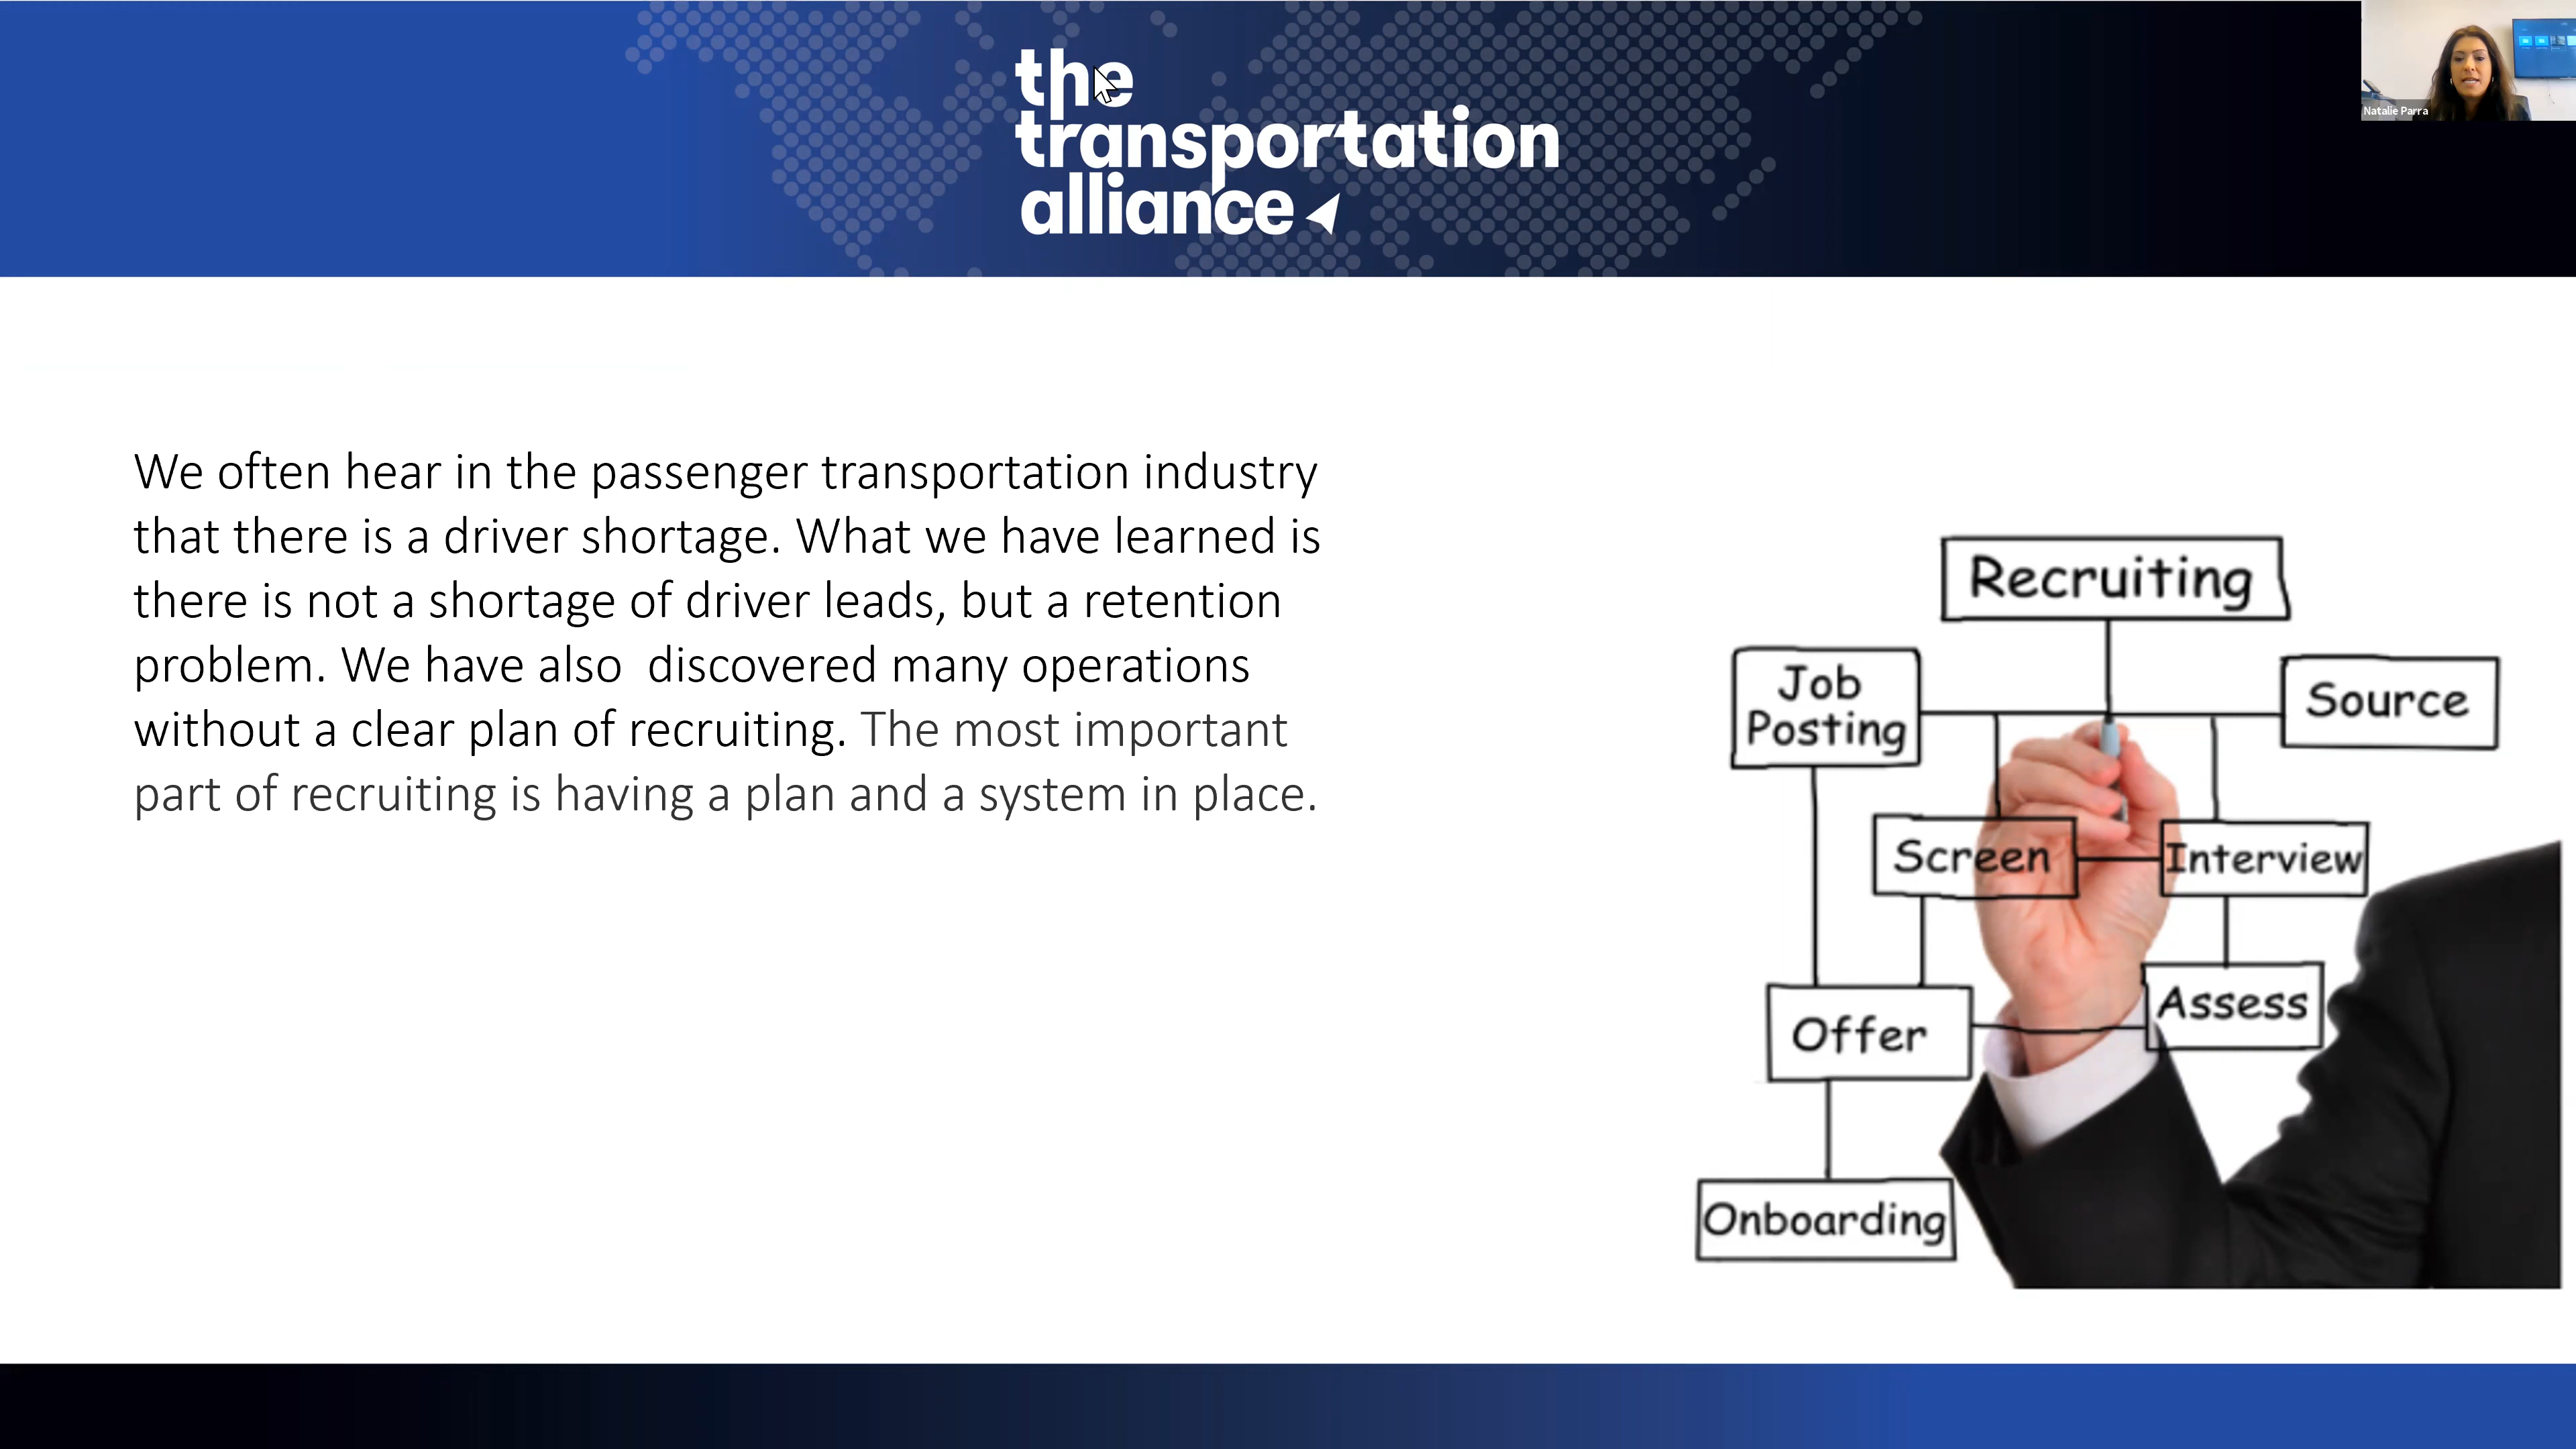 the
transportation
alliance
Natalie Parra
We often hear in the passenger transportation industry
that there is a driver shortage. What we have learned is
there is not a shortage of driver leads, but a retention
problem. We have also  discovered many operations
without a clear plan of recruiting. The most important
part of recruiting is having a plan and a system in place.
Recruiting
Job
Posting
Source
Screen
Interview
Offer
Assess
Onboarding